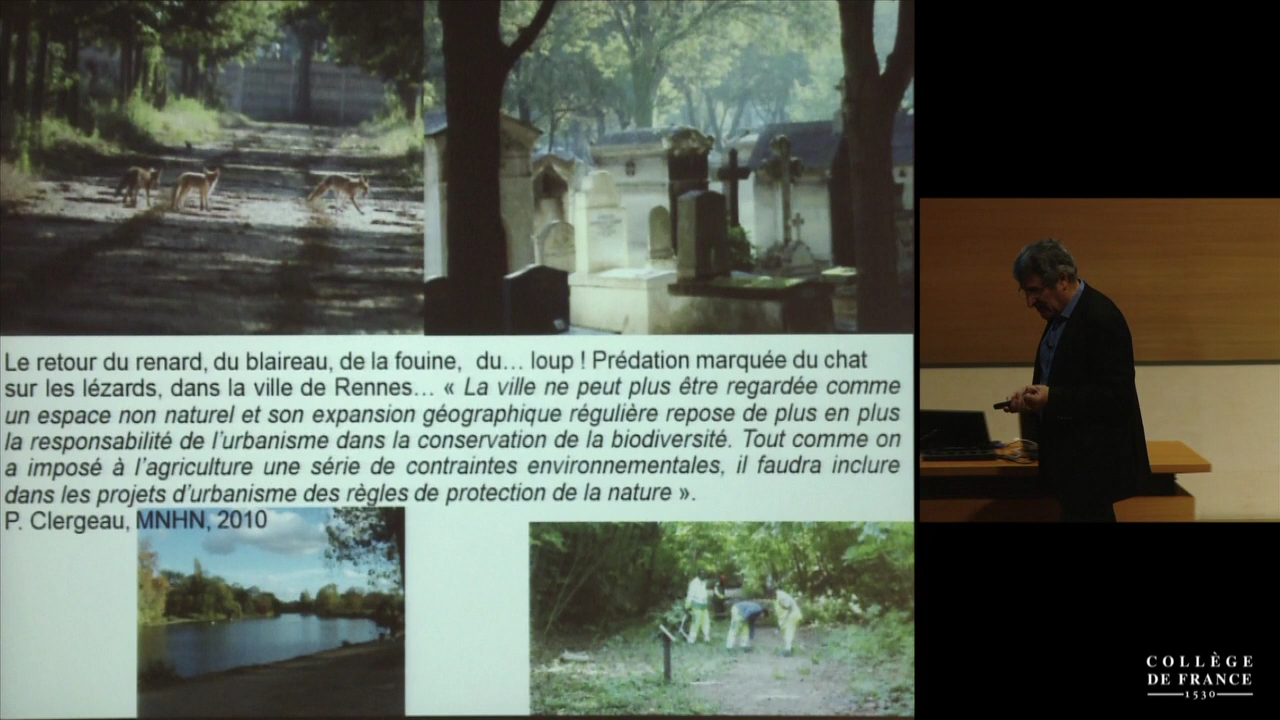 Le retour du renard, du blaireau, de la fouine, du... loup ! Prédation marquée du chat
sur les lézards, dans la ville de Rennes... « La ville ne peut plus être regardée comme
un espace non naturel et son expansion géographique régulière repose de plus en plus
la responsabilité de l'urbanisme dans la conservation de la biodiversité. Tout comme on
a imposé à l'agriculture une série de contraintes environnementales, il faudra inclure
dans les projets d'urbanisme des règles de protection de la nature ».
P. Clergeau, MNHN, 2010
COLLÈGE
DE FRANCE
1530